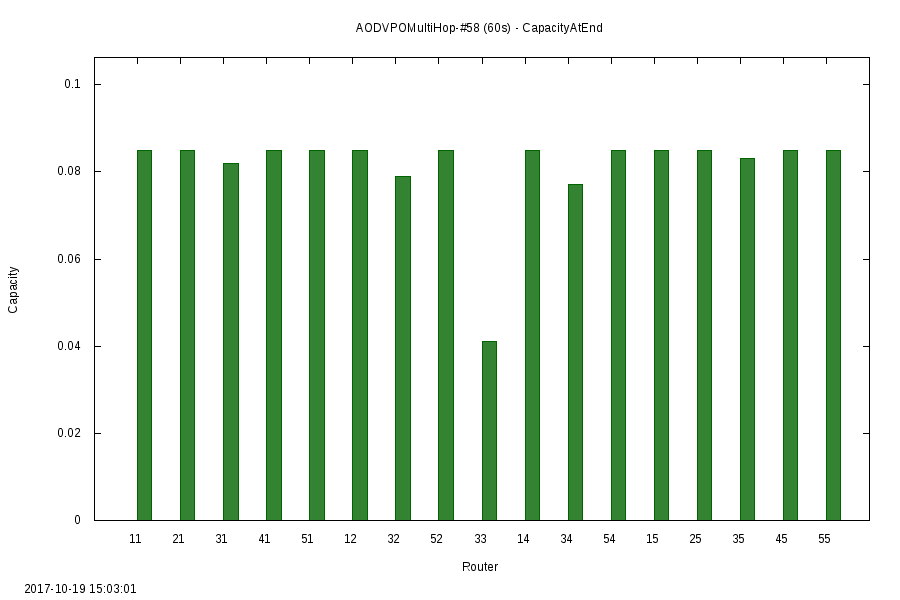 AODVPOMultiHop-#58 (60s) - CapacityAtEnd
0.1
0.08
0.06
0.04
0.02
0
Capacity
11 21 31 41 51 12 32 52 33 14 34 54 15 25 35 45 55
Router
2017-10-19 15:03:01